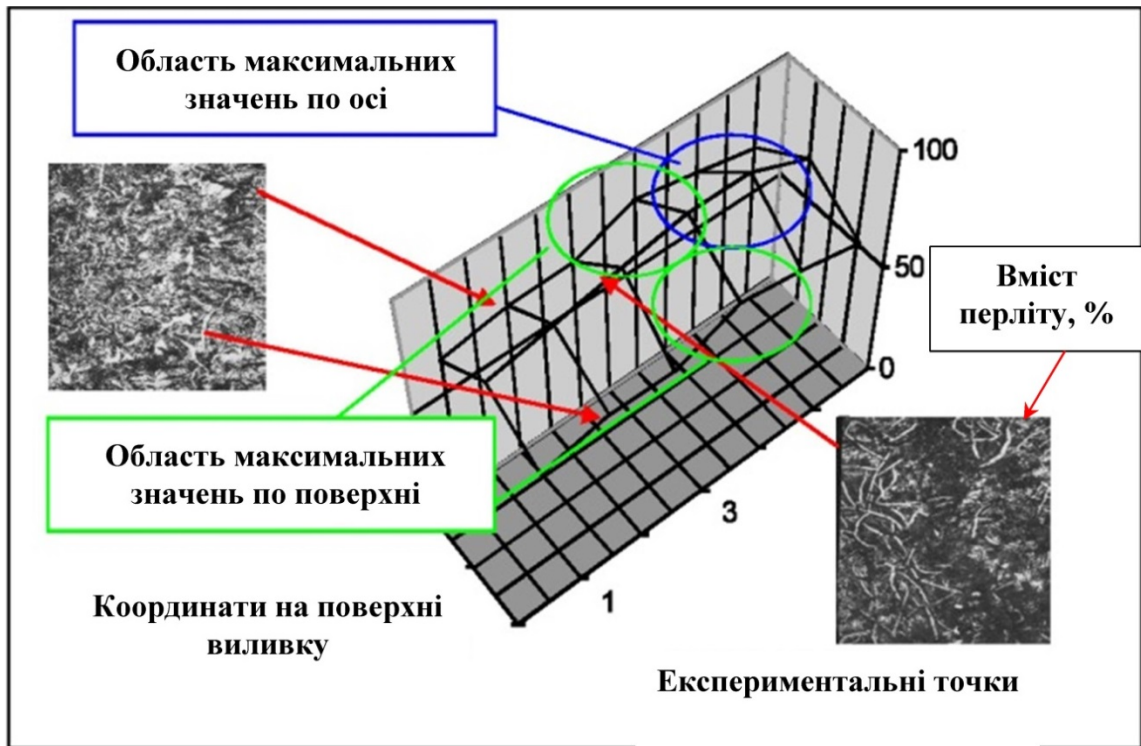 Область максимальних
значень по осі
100
50
0
Вміст
перліту, %
Область максимальних
значень по поверхні
3
1
Координати на поверхні
виливку
Експериментальні точки